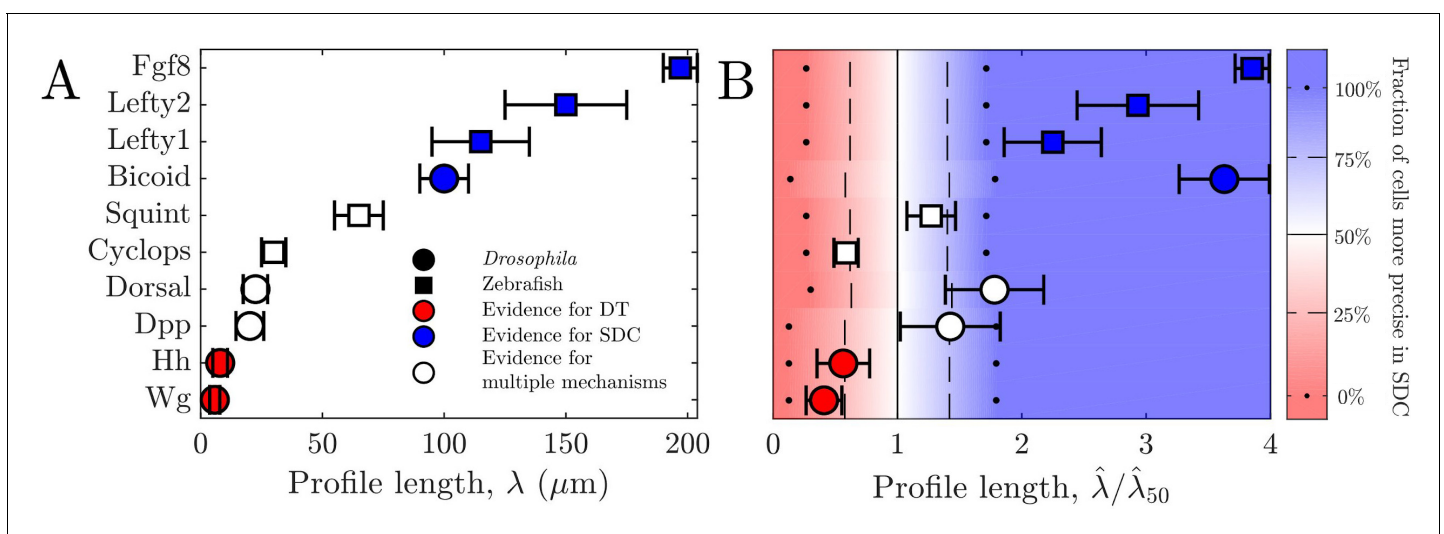 A
Fgf8
Lefty2
Lefty1
Bicoid
Squint
Cyclops
Dorsal
Dpp
Hh
Wg
Drosophila
Zebrafish
Evidence for DT
Evidence for SDC
Evidence for
multiple mechanisms
0 50 100 150 200
Profile length, λ (μm)
B
0 1 2 3 4
Profile length, λ̂/λ̂₅₀
100%
75%
50%
25%
0%
Fraction of cells more precise in SDC